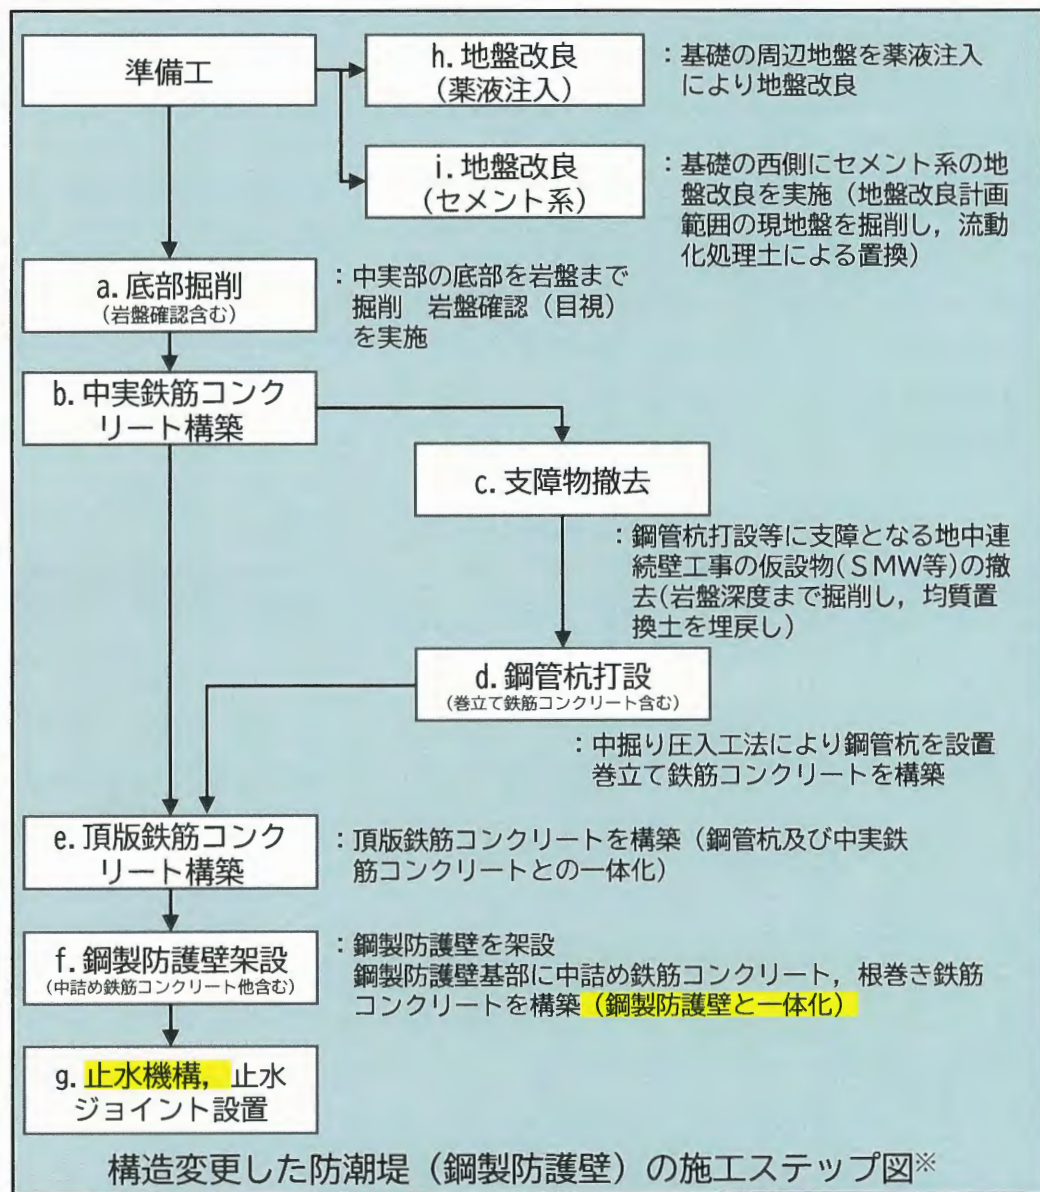 準備工
h. 地盤改良
（薬液注入）
：基礎の周辺地盤を薬液注入
により地盤改良
i. 地盤改良
（セメント系）
：基礎の西側にセメント系の地
盤改良を実施（地盤改良計画
範囲の現地盤を掘削し，流動
化処理土による置換）
a. 底部掘削
（岩盤確認含む）
：中実部の底部を岩盤まで
掘削　岩盤確認（目視）
を実施
b. 中実鉄筋コンク
リート構築
c. 支障物撤去
：鋼管杭打設等に支障となる地中連
続壁工事の仮設物(ＳＭＷ等)の撤
去(岩盤深度まで掘削し，均質置
換土を埋戻し）
d. 鋼管杭打設
（巻立て鉄筋コンクリート含む）
：中掘り圧入工法により鋼管杭を設置
巻立て鉄筋コンクリートを構築
e. 頂版鉄筋コンク
リート構築
：頂版鉄筋コンクリートを構築（鋼管杭及び中実鉄
筋コンクリートとの一体化）
f. 鋼製防護壁架設
（中詰め鉄筋コンクリート他含む）
：鋼製防護壁を架設
鋼製防護壁基部に中詰め鉄筋コンクリート，根巻き鉄筋
コンクリートを構築（鋼製防護壁と一体化）
g. 止水機構，止水
ジョイント設置
構造変更した防潮堤（鋼製防護壁）の施工ステップ図※